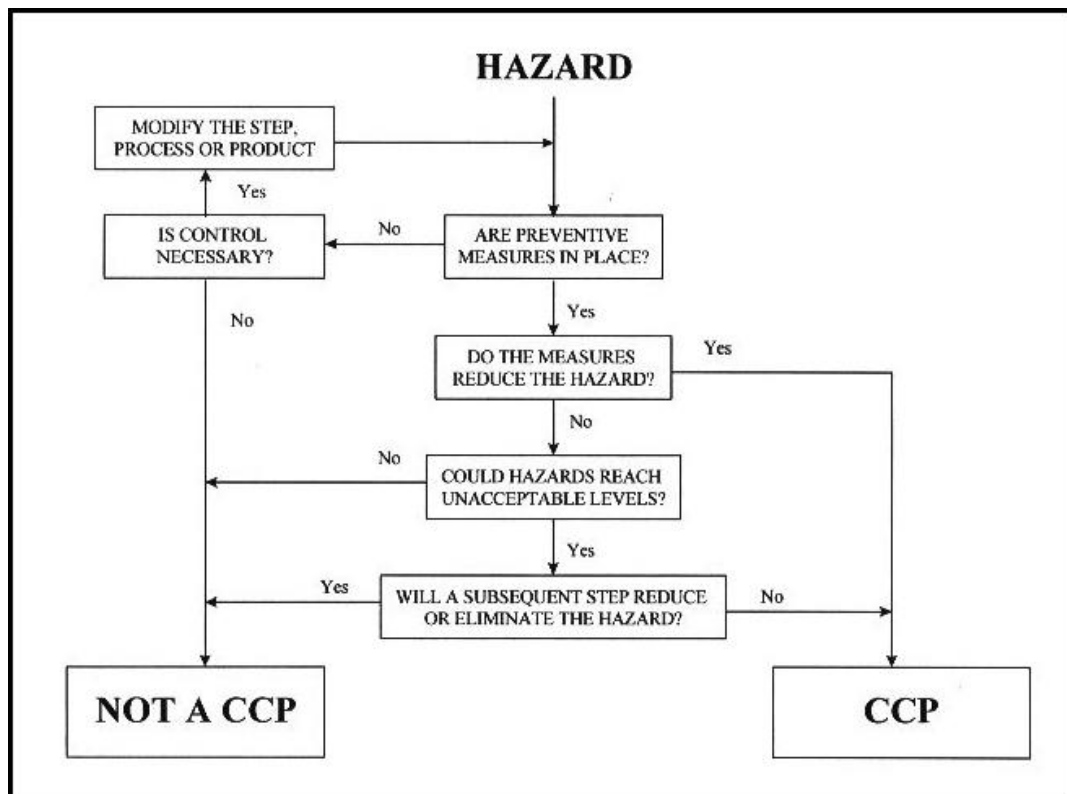 HAZARD
MODIFY THE STEP,
PROCESS OR PRODUCT
Yes
IS CONTROL
NECESSARY?
No
ARE PREVENTIVE
MEASURES IN PLACE?
No
Yes
DO THE MEASURES
REDUCE THE HAZARD?
Yes
No
COULD HAZARDS REACH
UNACCEPTABLE LEVELS?
No
Yes
WILL A SUBSEQUENT STEP REDUCE
OR ELIMINATE THE HAZARD?
Yes
No
NOT A CCP
CCP